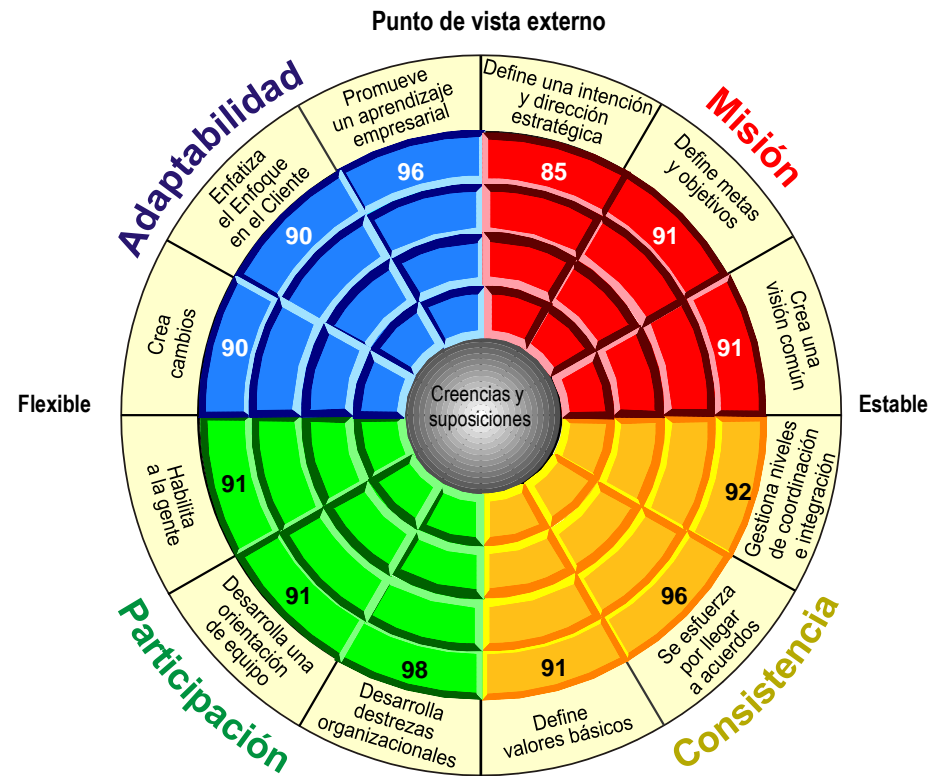 Punto de vista externo
Adaptabilidad
Misión
Promueve
un aprendizaje
empresarial
Define una intención
y dirección
estratégica
Enfatiza
el Enfoque
en el Cliente
Define metas
y objetivos
Crea
cambios
Crea una
visión común
96
85
90
91
90
91
Flexible
Creencias y
suposiciones
Estable
Habilita
a la gente
91
92
Gestiona niveles
de coordinación
e integración
91
96
98
91
Desarrolla una
orientación
de equipo
Se esfuerza
por llegar
a acuerdos
Desarrolla
destrezas
organizacionales
Define
valores básicos
Participación
Consistencia